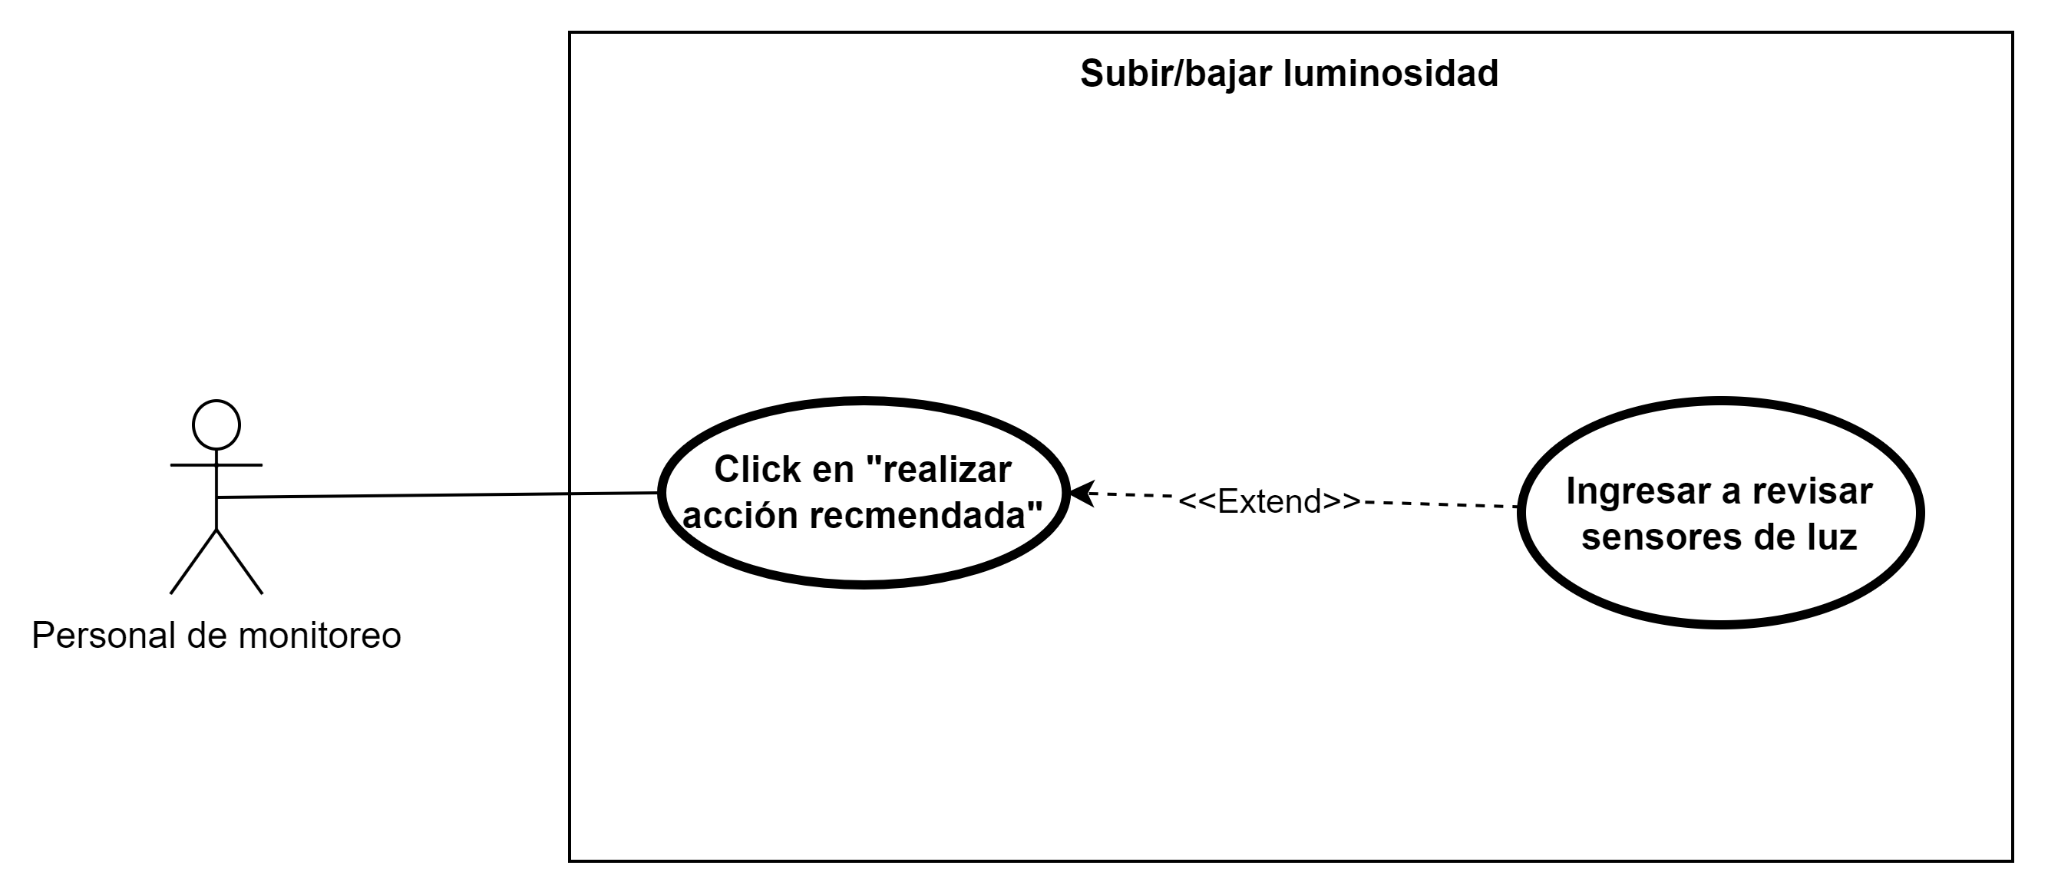 Subir/bajar luminosidad
Click en "realizar
acción recmendada"
<<Extend>>
Ingresar a revisar
sensores de luz
Personal de monitoreo